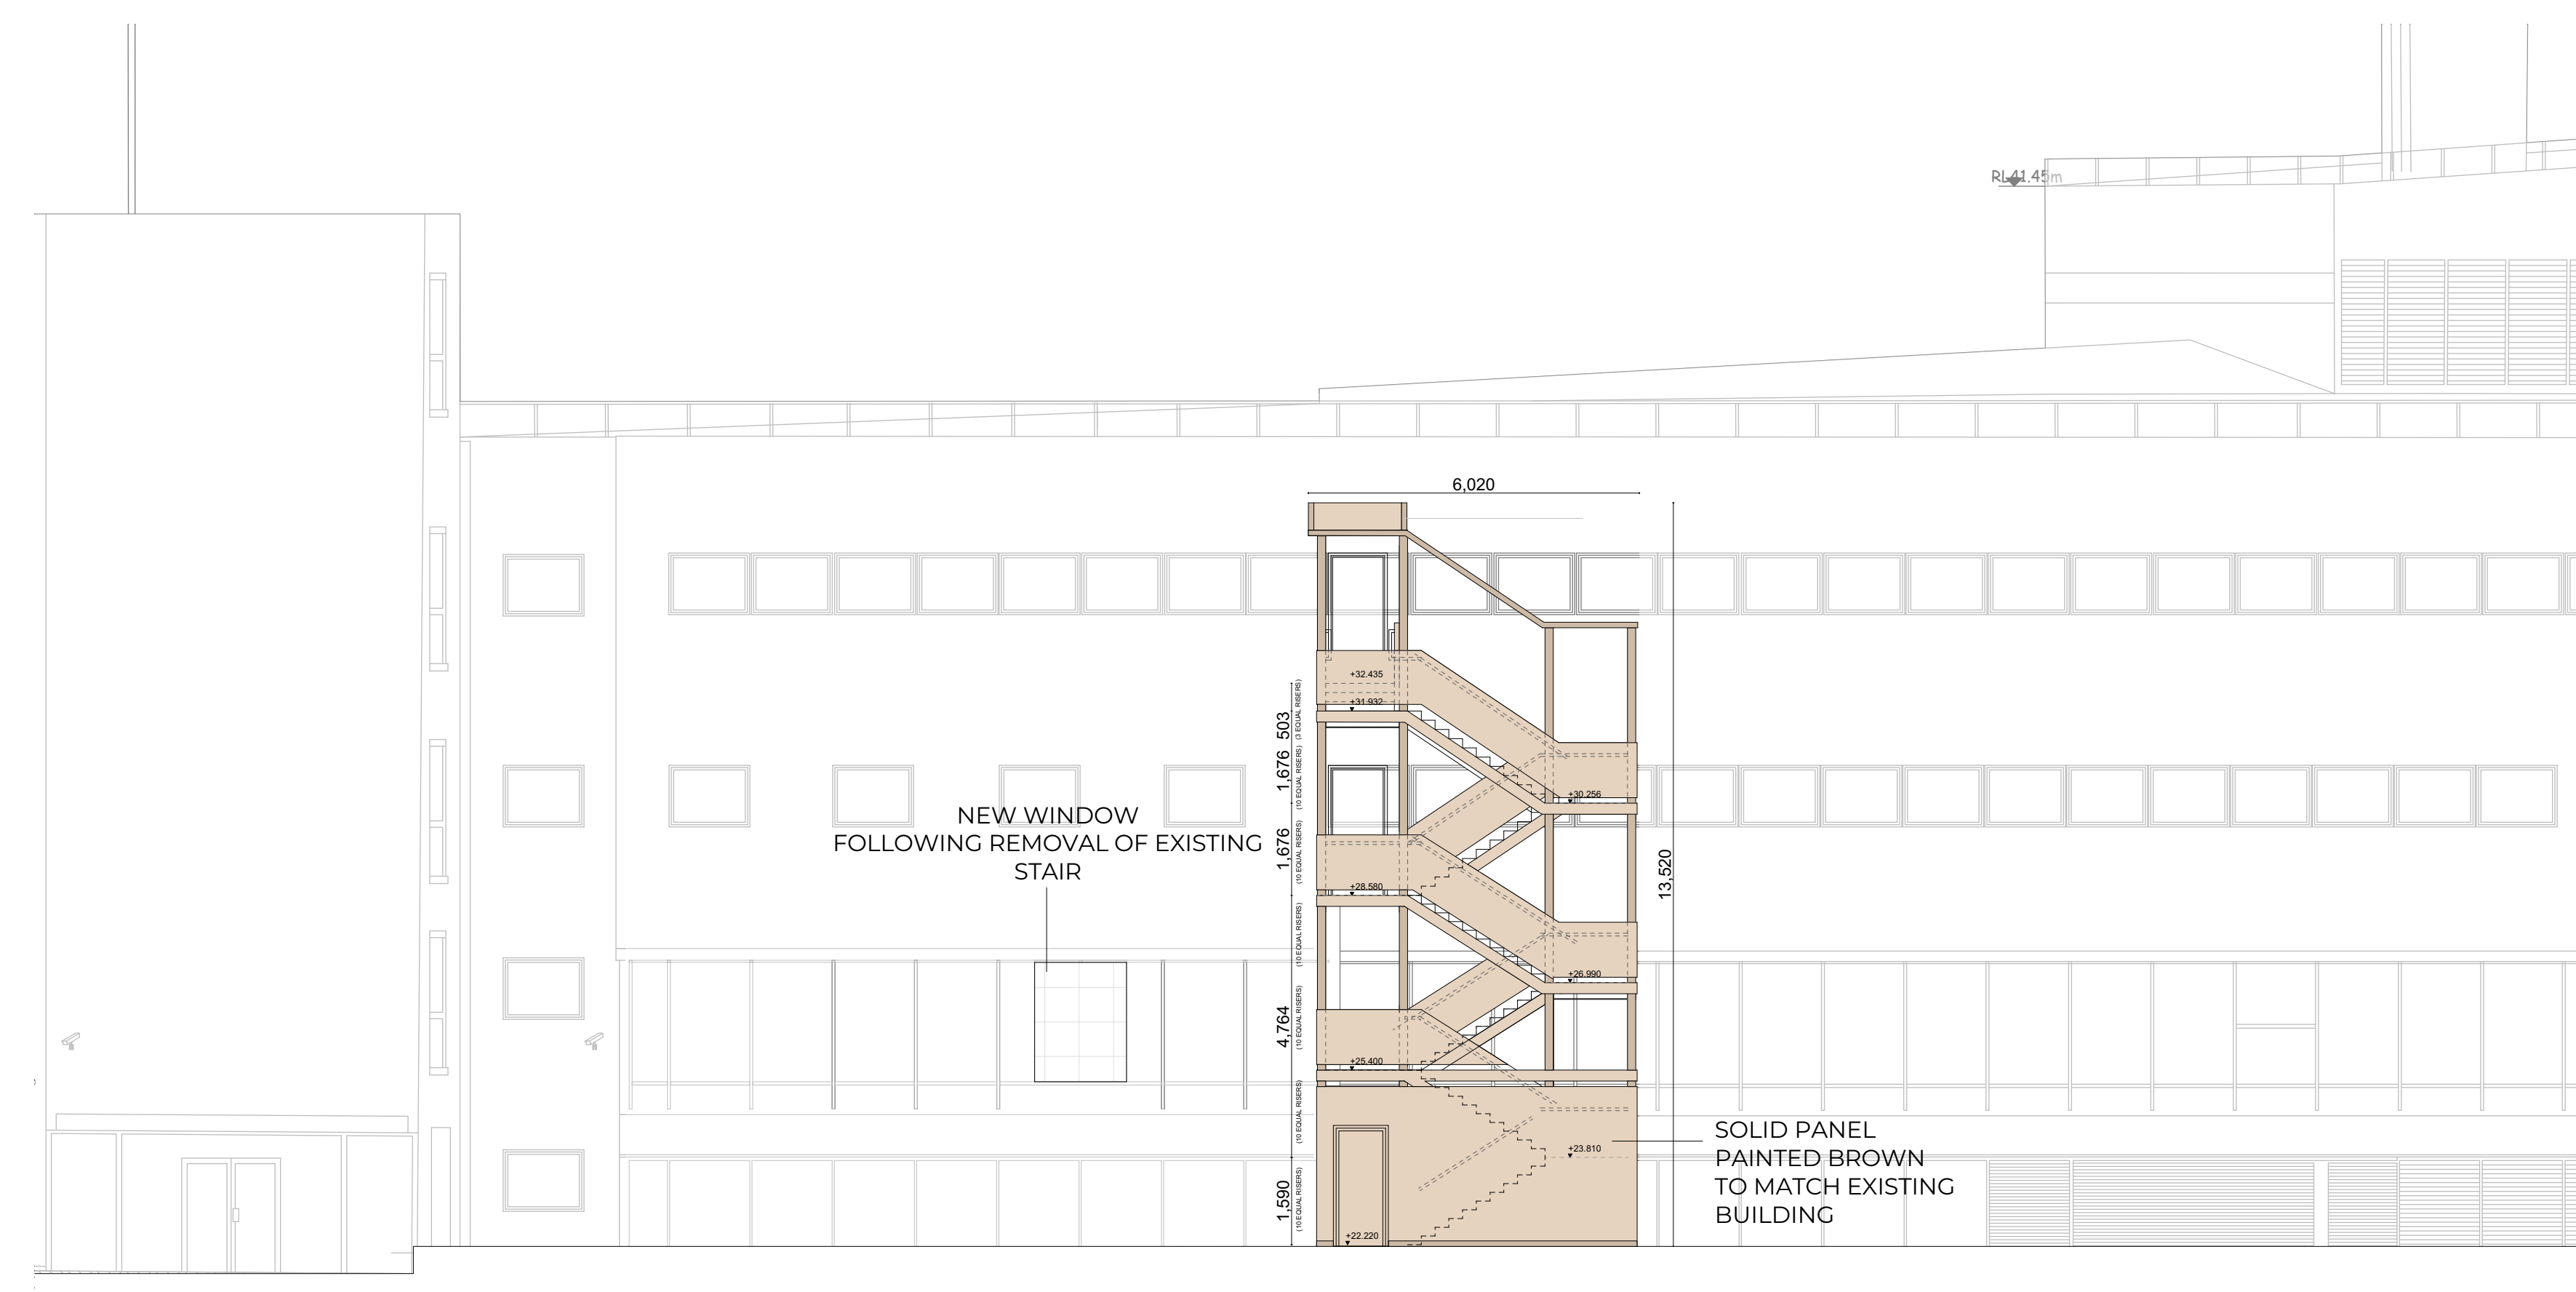 RL41.45m
6,020
+32.435
+31.932
503
(3 EQUAL RISERS)
1,676
(10 EQUAL RISERS)
+30.256
NEW WINDOW
FOLLOWING REMOVAL OF EXISTING
STAIR
1,676
(10 EQUAL RISERS)
13,520
+28.580
(10 EQUAL RISERS)
+26.990
4,764
(10 EQUAL RISERS)
+25.400
(10 EQUAL RISERS)
+23.810
SOLID PANEL
PAINTED BROWN
TO MATCH EXISTING
BUILDING
1,590
(10 EQUAL RISERS)
+22.220